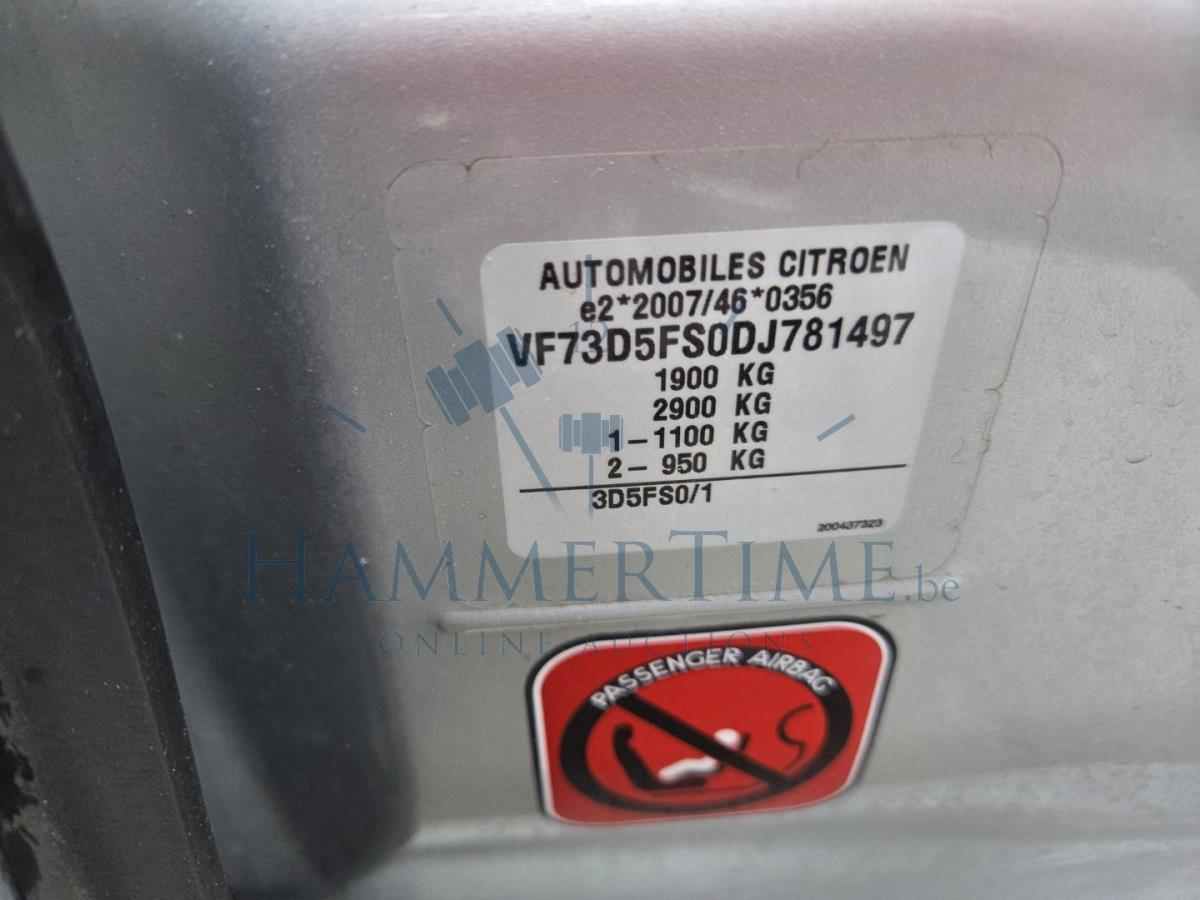 AUTOMOBILES CITROEN
e2*2007/46*0356
VF73D5FS0DJ781497
1900 KG
2900 KG
1-1100 KG
2- 950 KG
3D5FS0/1
200437323
HAMMERTIME.be
ONLINE AUCTIONS
PASSENGER AIRBAG